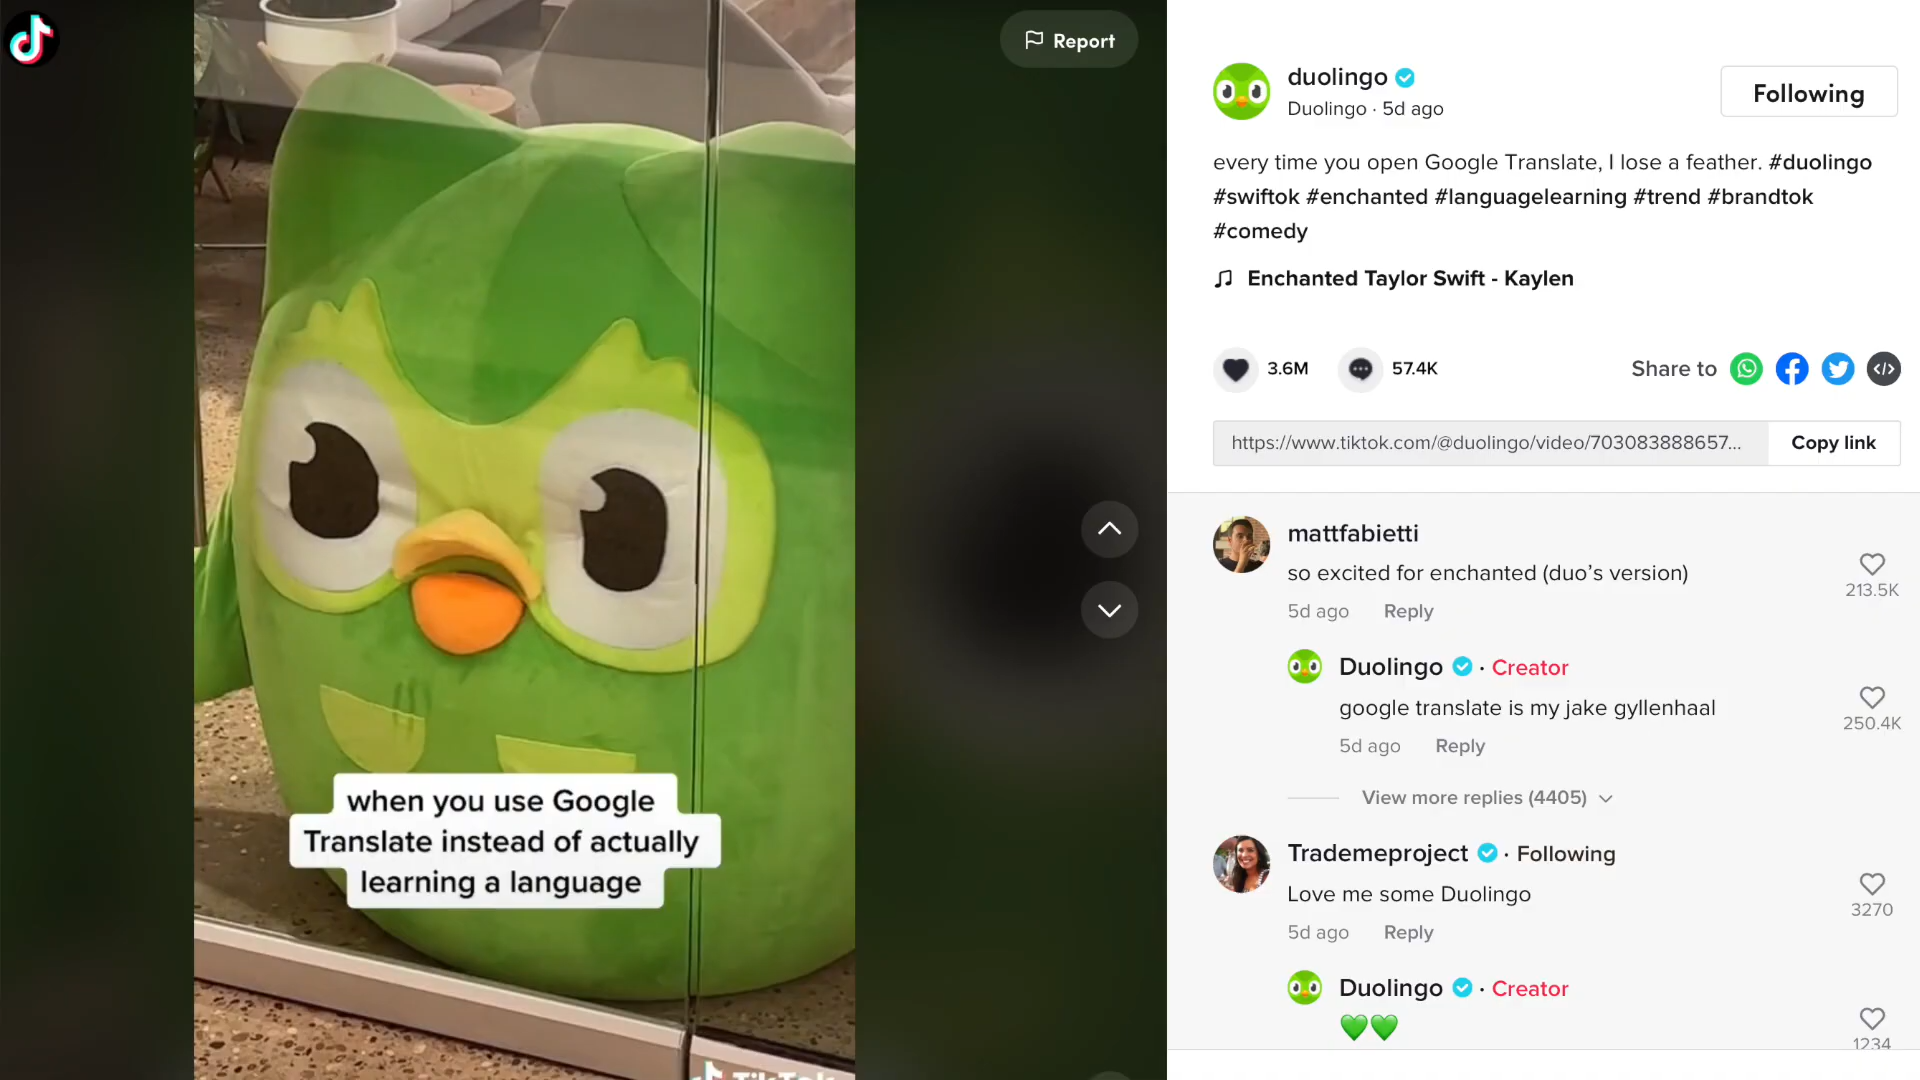 Report
when you use Google
Translate instead of actually
learning a language
TikTok
duolingo
Duolingo · 5d ago
Following
every time you open Google Translate, I lose a feather. #duolingo
#swiftok #enchanted #languagelearning #trend #brandtok
#comedy
Enchanted Taylor Swift - Kaylen
3.6M
57.4K
Share to
https://www.tiktok.com/@duolingo/video/703083888657...
Copy link
mattfabietti
so excited for enchanted (duo’s version)
213.5K
5d ago Reply
Duolingo · Creator
google translate is my jake gyllenhaal
250.4K
5d ago Reply
View more replies (4405)
Trademeproject · Following
Love me some Duolingo
3270
5d ago Reply
Duolingo · Creator
💚💚
1234